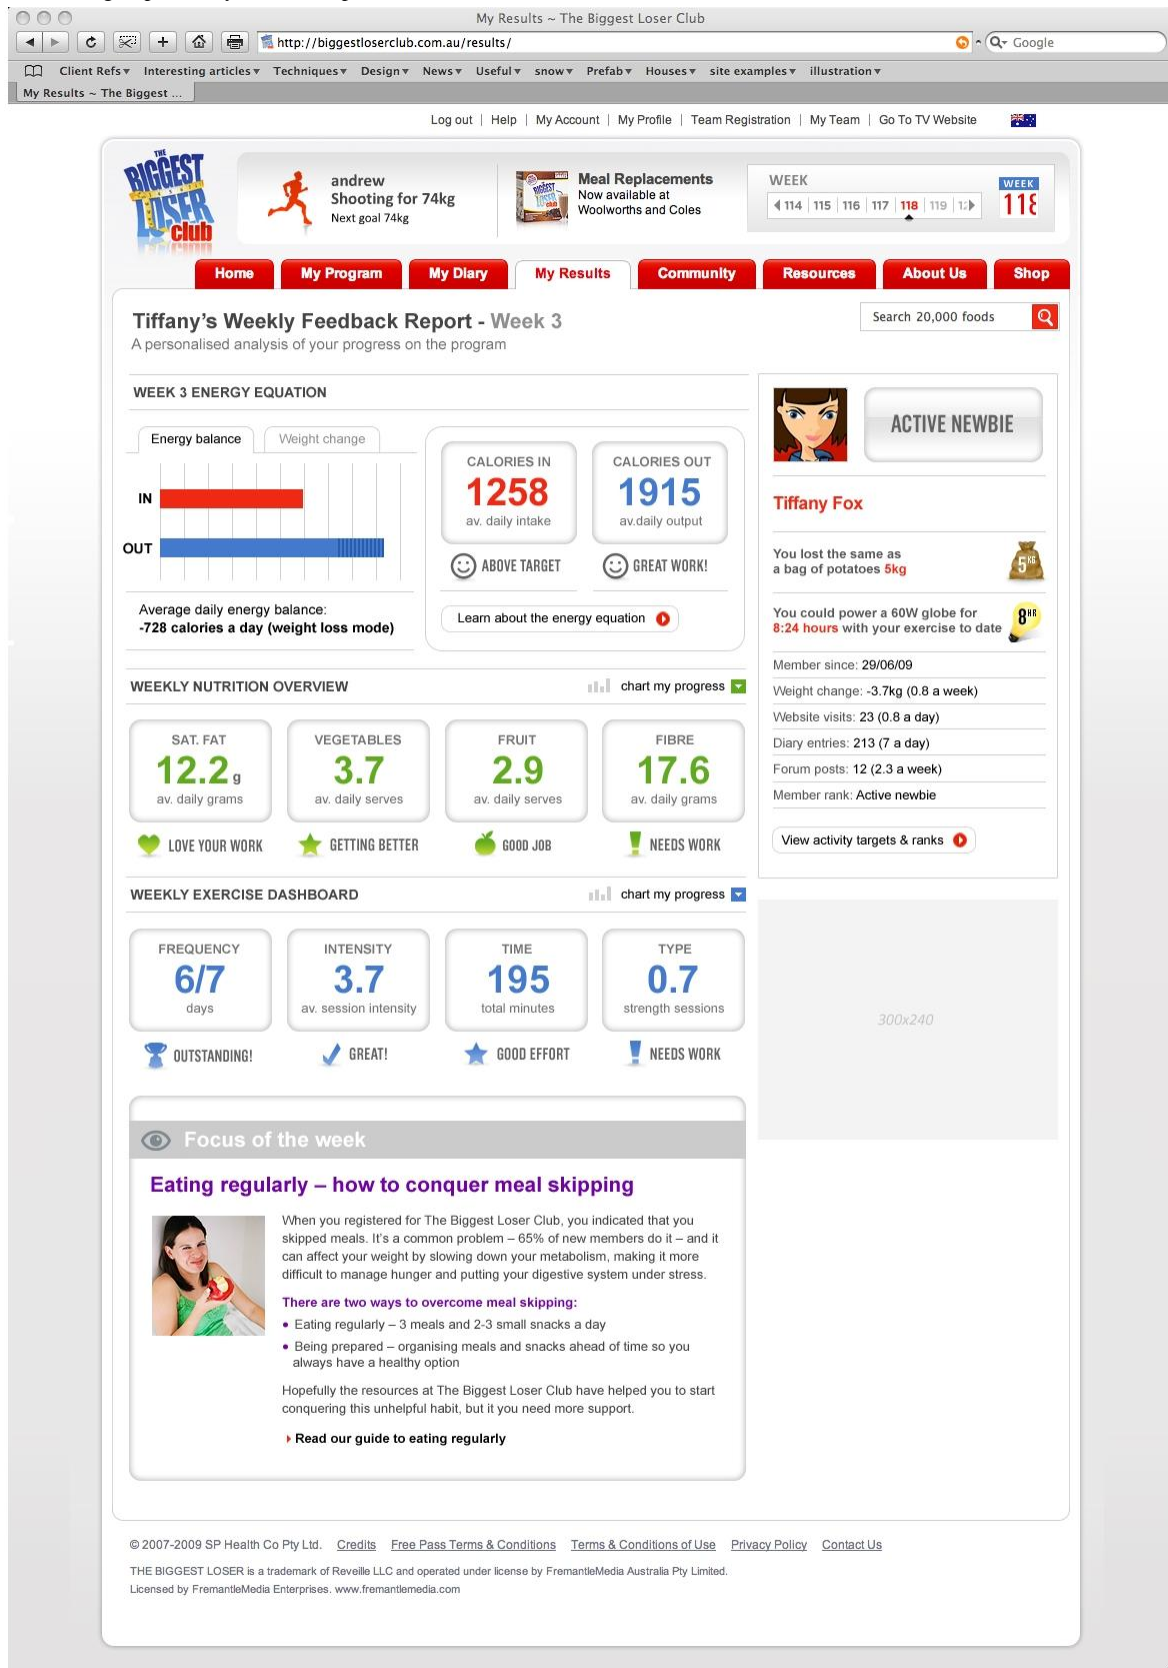 My Results ~ The Biggest Loser Club
http://biggestloserclub.com.au/results/
Google
Client Refs Interesting articles Techniques Design News Useful snow Prefab Houses site examples illustration
My Results ~ The Biggest ...
Log out | Help | My Account | My Profile | Team Registration | My Team | Go To TV Website
THE
BIGGEST
LOSER
club
andrew
Shooting for 74kg
Next goal 74kg
Meal Replacements
Now available at
Woolworths and Coles
WEEK
114 115 116 117 118 119
WEEK
118
Home My Program My Diary My Results Community Resources About Us Shop
Tiffany's Weekly Feedback Report - Week 3
A personalised analysis of your progress on the program
Search 20,000 foods
WEEK 3 ENERGY EQUATION
Energy balance Weight change
IN
OUT
Average daily energy balance:
-728 calories a day (weight loss mode)
CALORIES IN
1258
av. daily intake
ABOVE TARGET
CALORIES OUT
1915
av.daily output
GREAT WORK!
Learn about the energy equation
WEEKLY NUTRITION OVERVIEW
chart my progress
SAT. FAT
12.2 g
av. daily grams
LOVE YOUR WORK
VEGETABLES
3.7
av. daily serves
GETTING BETTER
FRUIT
2.9
av. daily serves
GOOD JOB
FIBRE
17.6
av. daily grams
NEEDS WORK
WEEKLY EXERCISE DASHBOARD
chart my progress
FREQUENCY
6/7
days
OUTSTANDING!
INTENSITY
3.7
av. session intensity
GREAT!
TIME
195
total minutes
GOOD EFFORT
TYPE
0.7
strength sessions
NEEDS WORK
Focus of the week
Eating regularly – how to conquer meal skipping
When you registered for The Biggest Loser Club, you indicated that you
skipped meals. It's a common problem – 65% of new members do it – and it
can affect your weight by slowing down your metabolism, making it more
difficult to manage hunger and putting your digestive system under stress.
There are two ways to overcome meal skipping:
• Eating regularly – 3 meals and 2-3 small snacks a day
• Being prepared – organising meals and snacks ahead of time so you
always have a healthy option
Hopefully the resources at The Biggest Loser Club have helped you to start
conquering this unhelpful habit, but it you need more support.
Read our guide to eating regularly
ACTIVE NEWBIE
Tiffany Fox
You lost the same as
a bag of potatoes 5kg
5 KG
You could power a 60W globe for
8:24 hours with your exercise to date
8 HR
Member since: 29/06/09
Weight change: -3.7kg (0.8 a week)
Website visits: 23 (0.8 a day)
Diary entries: 213 (7 a day)
Forum posts: 12 (2.3 a week)
Member rank: Active newbie
View activity targets & ranks
300x240
© 2007-2009 SP Health Co Pty Ltd. Credits Free Pass Terms & Conditions Terms & Conditions of Use Privacy Policy Contact Us
THE BIGGEST LOSER is a trademark of Reveille LLC and operated under license by FremantleMedia Australia Pty Limited.
Licensed by FremantleMedia Enterprises. www.fremantlemedia.com